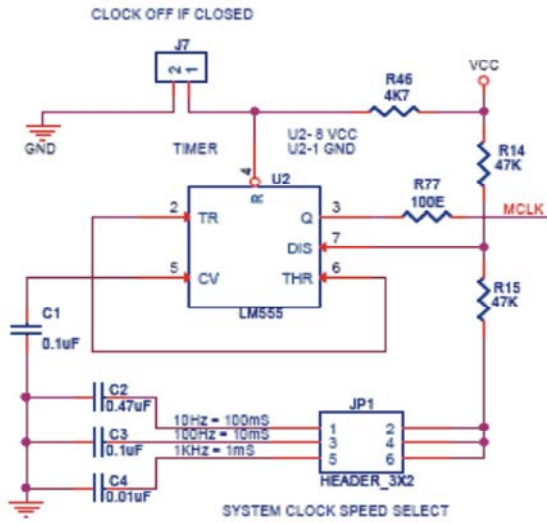 CLOCK OFF IF CLOSED
J7
2 1
VCC
R46
4K7
GND
TIMER
U2- 8 VCC
U2-1 GND
R14
47K
4
U2
R
R77
100E
2
TR
Q
3
MCLK
DIS
7
5
CV
THR
6
R15
47K
LM555
C1
0.1uF
C2
0.47uF
JP1
10Hz = 100mS
1
2
C3
0.1uF
100Hz = 10mS
3
4
1KHz = 1mS
5
6
C4
0.01uF
HEADER_3X2
SYSTEM CLOCK SPEED SELECT